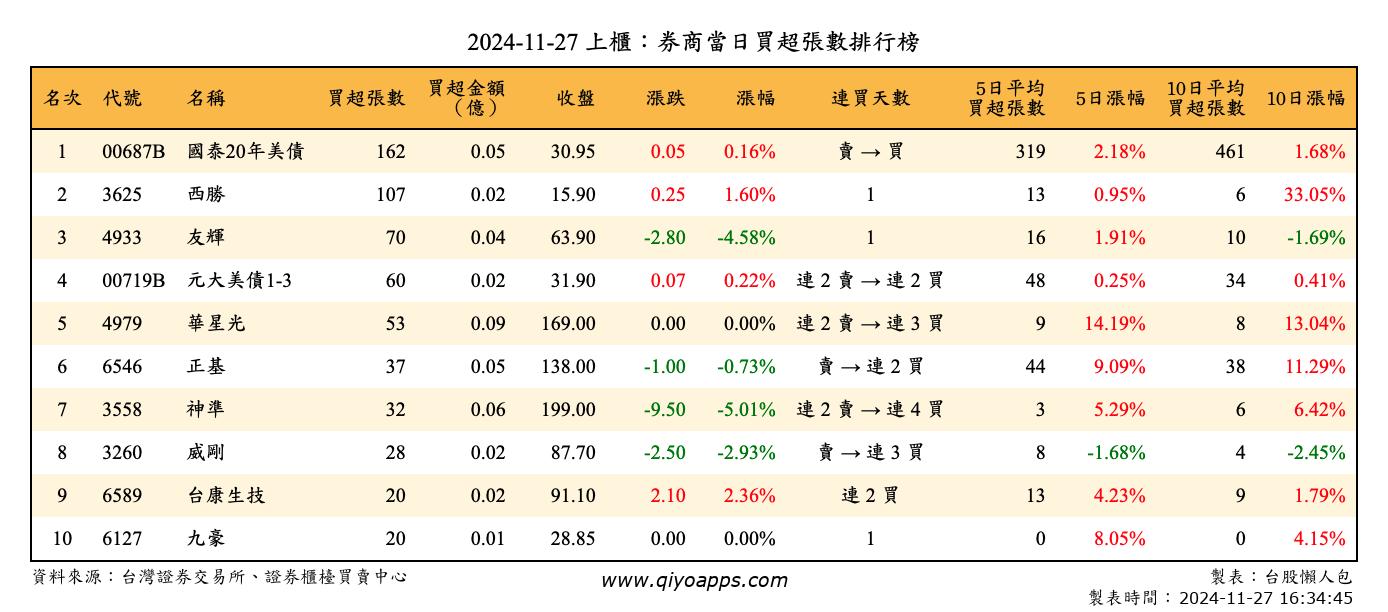 2024-11-27 上櫃：券商當日買超張數排行榜
名次 代號 名稱 買超張數 買超金額（億） 收盤 漲跌 漲幅 連買天數 5日平均買超張數 5日漲幅 10日平均買超張數 10日漲幅
1 00687B 國泰20年美債 162 0.05 30.95 0.05 0.16% 賣 → 買 319 2.18% 461 1.68%
2 3625 西勝 107 0.02 15.90 0.25 1.60% 1 13 0.95% 6 33.05%
3 4933 友輝 70 0.04 63.90 -2.80 -4.58% 1 16 1.91% 10 -1.69%
4 00719B 元大美債1-3 60 0.02 31.90 0.07 0.22% 連 2 賣 → 連 2 買 48 0.25% 34 0.41%
5 4979 華星光 53 0.09 169.00 0.00 0.00% 連 2 賣 → 連 3 買 9 14.19% 8 13.04%
6 6546 正基 37 0.05 138.00 -1.00 -0.73% 賣 → 連 2 買 44 9.09% 38 11.29%
7 3558 神準 32 0.06 199.00 -9.50 -5.01% 連 2 賣 → 連 4 買 3 5.29% 6 6.42%
8 3260 威剛 28 0.02 87.70 -2.50 -2.93% 賣 → 連 3 買 8 -1.68% 4 -2.45%
9 6589 台康生技 20 0.02 91.10 2.10 2.36% 連 2 買 13 4.23% 9 1.79%
10 6127 九豪 20 0.01 28.85 0.00 0.00% 1 0 8.05% 0 4.15%
資料來源：台灣證券交易所、證券櫃檯買賣中心 www.qiyoapps.com 製表：台股懶人包
製表時間：2024-11-27 16:34:45